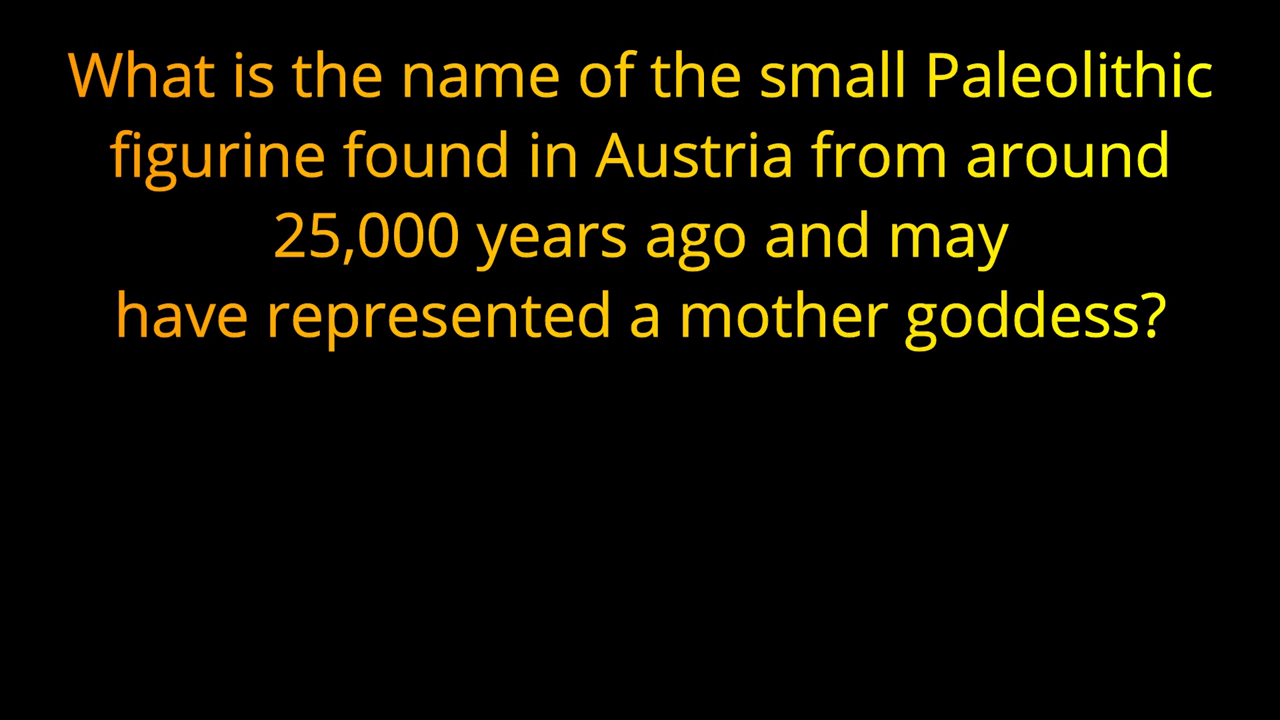 What is the name of the small Paleolithic
figurine found in Austria from around
25,000 years ago and may
have represented a mother goddess?